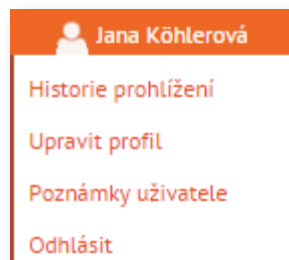 Jana Köhlerová
Historie prohlížení
Upravit profil
Poznámky uživatele
Odhlásit